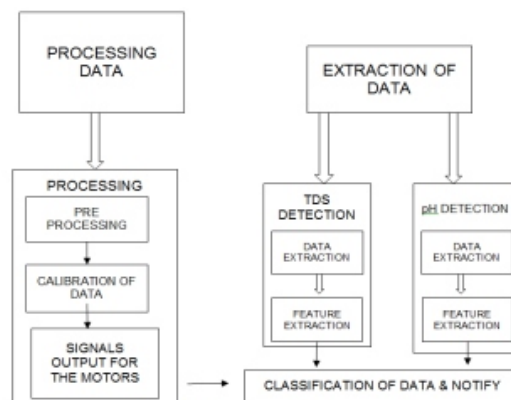 PROCESSING
DATA
EXTRACTION OF
DATA
PROCESSING
PRE
PROCESSING
CALIBRATION OF
DATA
SIGNALS
OUTPUT FOR
THE MOTORS
TDS
DETECTION
DATA
EXTRACTION
FEATURE
EXTRACTION
pH DETECTION
DATA
EXTRACTION
FEATURE
EXTRACTION
CLASSIFICATION OF DATA & NOTIFY